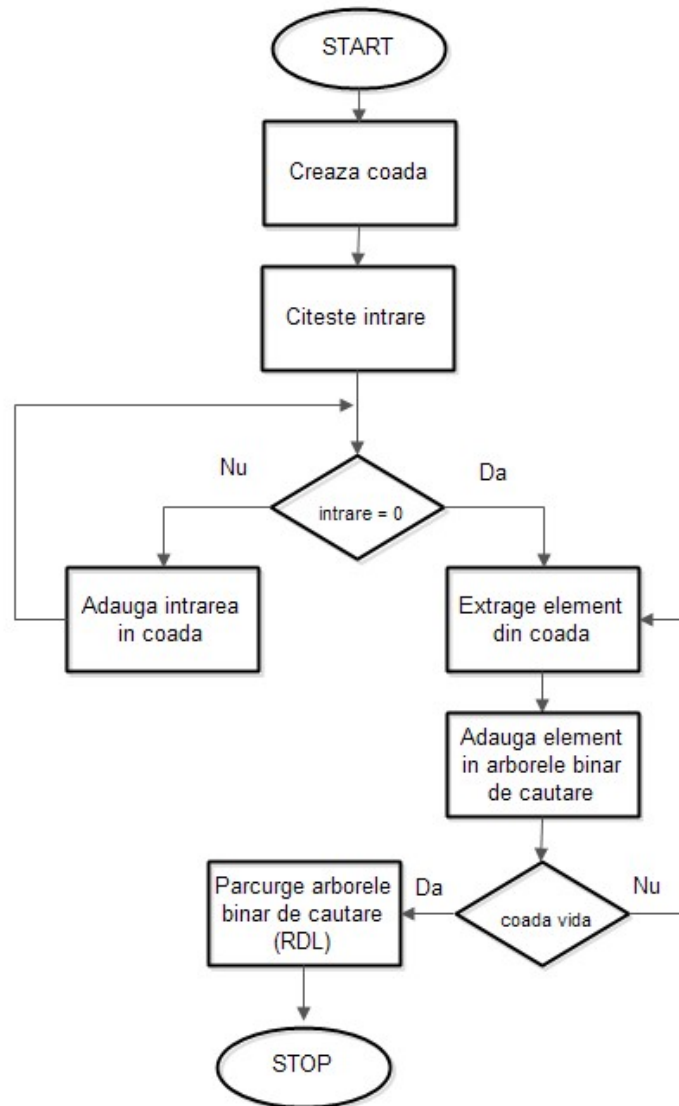 START
Creaza coada
Citeste intrare
Nu
Da
intrare = 0
Adauga intrarea
in coada
Extrage element
din coada
Adauga element
in arborele binar
de cautare
Parcurge arborele
binar de cautare
(RDL)
Da
coada vida
Nu
STOP